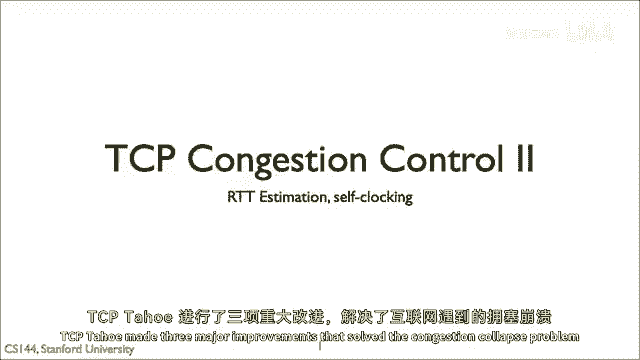 TCP Congestion Control II
RTT Estimation, self-clocking
TCP Tahoe 进行了三项重大改进，解决了互联网遇到的拥塞崩溃
TCP Tahoe made three major improvements that solved the congestion collapse problem
CS144, Stanford University